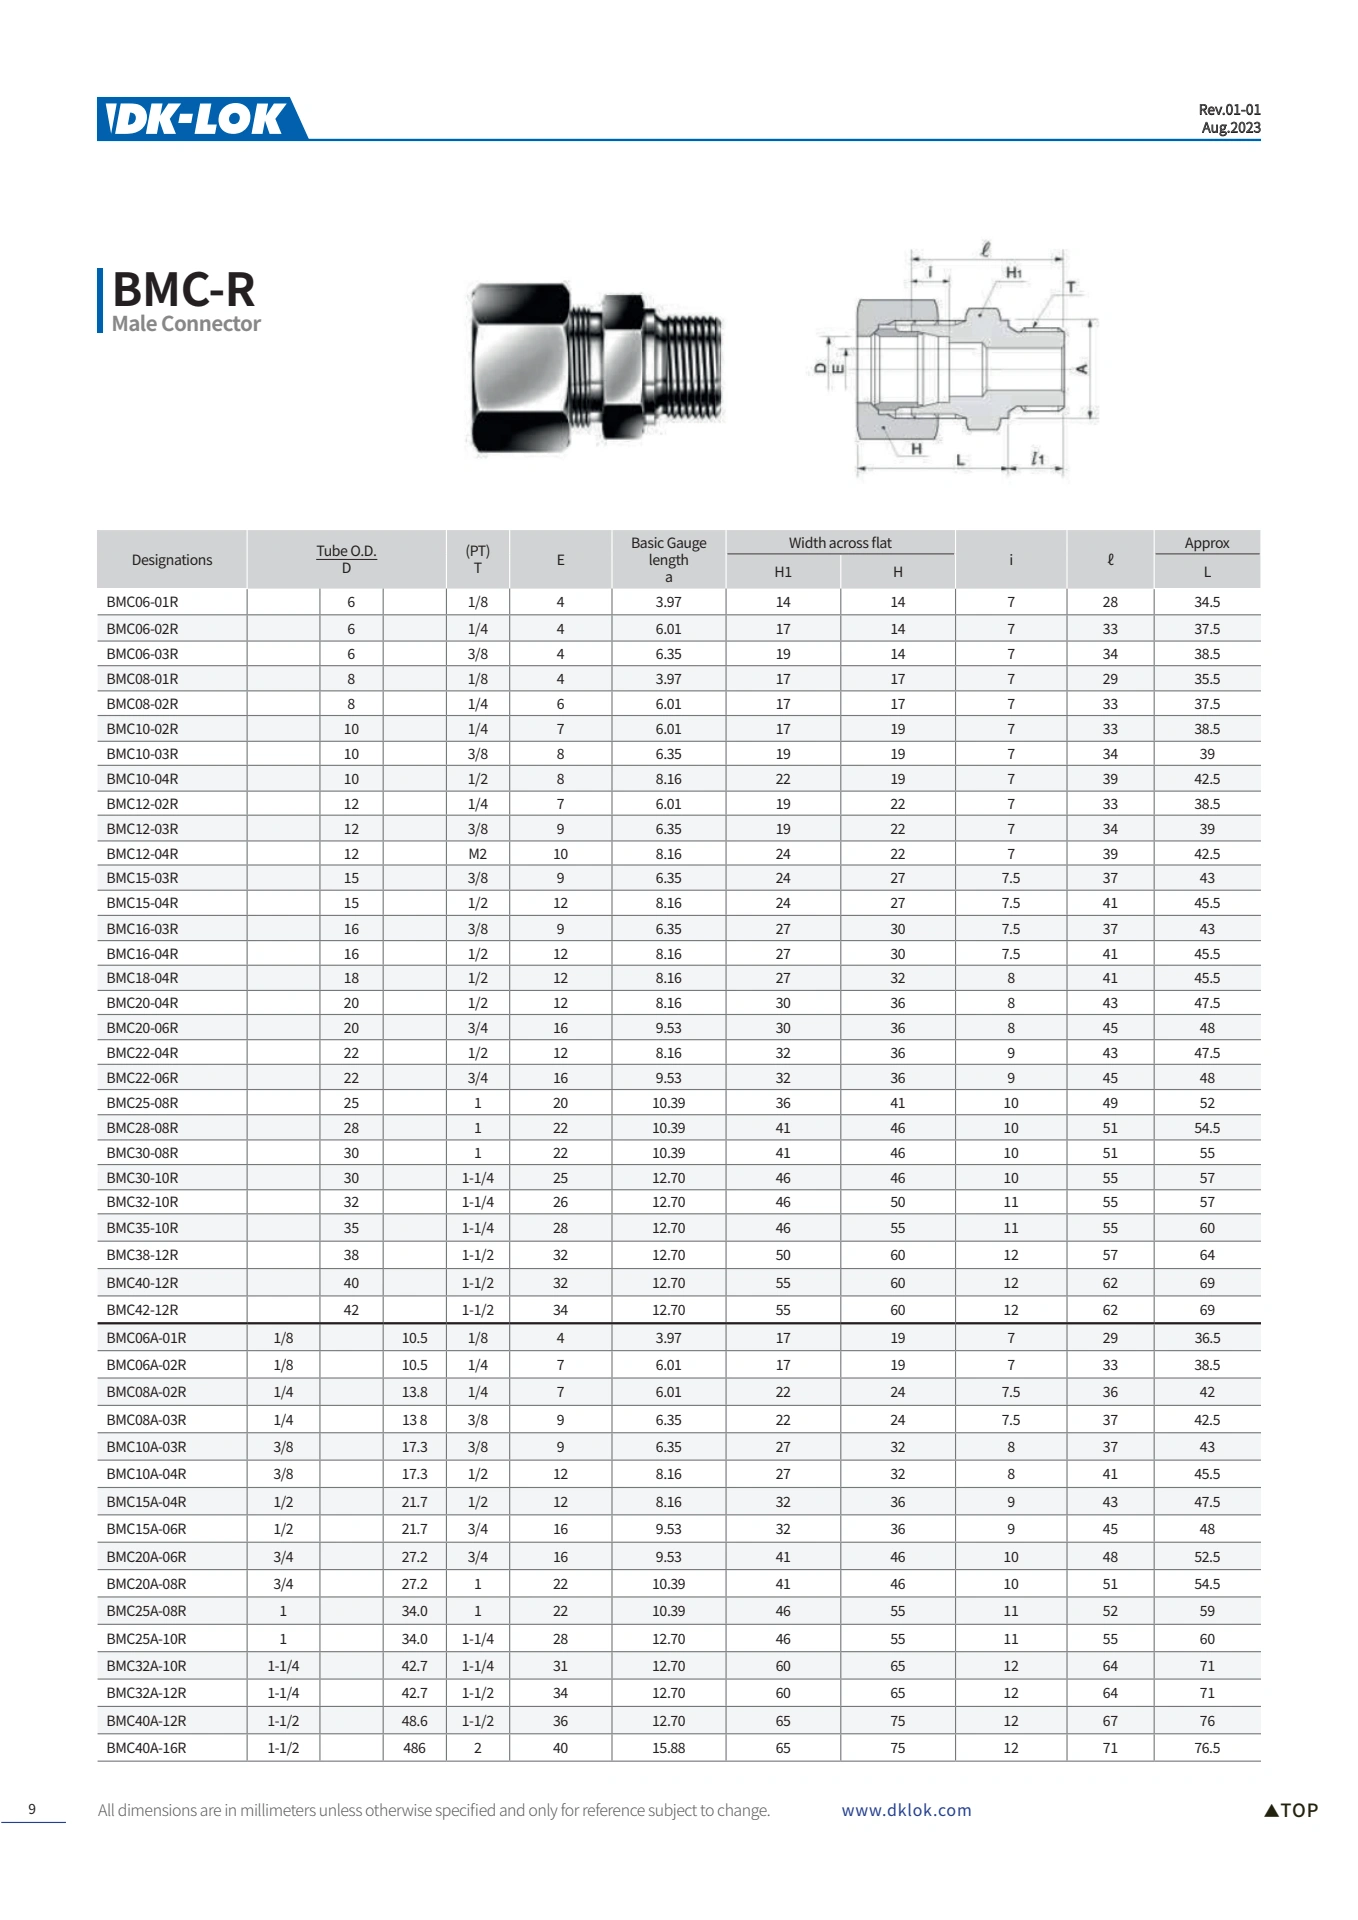 DK-LOK
Rev.01-01
Aug.2023
BMC-R
Male Connector
ℓ
i H1
T
D E A
H
L l1
Designations Tube O.D. D (PT) T E Basic Gauge length a Width across flat H1 H i ℓ Approx L
BMC06-01R 6 1/8 4 3.97 14 14 7 28 34.5
BMC06-02R 6 1/4 4 6.01 17 14 7 33 37.5
BMC06-03R 6 3/8 4 6.35 19 14 7 34 38.5
BMC08-01R 8 1/8 4 3.97 17 17 7 29 35.5
BMC08-02R 8 1/4 6 6.01 17 17 7 33 37.5
BMC10-02R 10 1/4 7 6.01 17 19 7 33 38.5
BMC10-03R 10 3/8 8 6.35 19 19 7 34 39
BMC10-04R 10 1/2 8 8.16 22 19 7 39 42.5
BMC12-02R 12 1/4 7 6.01 19 22 7 33 38.5
BMC12-03R 12 3/8 9 6.35 19 22 7 34 39
BMC12-04R 12 M2 10 8.16 24 22 7 39 42.5
BMC15-03R 15 3/8 9 6.35 24 27 7.5 37 43
BMC15-04R 15 1/2 12 8.16 24 27 7.5 41 45.5
BMC16-03R 16 3/8 9 6.35 27 30 7.5 37 43
BMC16-04R 16 1/2 12 8.16 27 30 7.5 41 45.5
BMC18-04R 18 1/2 12 8.16 27 32 8 41 45.5
BMC20-04R 20 1/2 12 8.16 30 36 8 43 47.5
BMC20-06R 20 3/4 16 9.53 30 36 8 45 48
BMC22-04R 22 1/2 12 8.16 32 36 9 43 47.5
BMC22-06R 22 3/4 16 9.53 32 36 9 45 48
BMC25-08R 25 1 20 10.39 36 41 10 49 52
BMC28-08R 28 1 22 10.39 41 46 10 51 54.5
BMC30-08R 30 1 22 10.39 41 46 10 51 55
BMC30-10R 30 1-1/4 25 12.70 46 46 10 55 57
BMC32-10R 32 1-1/4 26 12.70 46 50 11 55 57
BMC35-10R 35 1-1/4 28 12.70 46 55 11 55 60
BMC38-12R 38 1-1/2 32 12.70 50 60 12 57 64
BMC40-12R 40 1-1/2 32 12.70 55 60 12 62 69
BMC42-12R 42 1-1/2 34 12.70 55 60 12 62 69
BMC06A-01R 1/8 10.5 1/8 4 3.97 17 19 7 29 36.5
BMC06A-02R 1/8 10.5 1/4 7 6.01 17 19 7 33 38.5
BMC08A-02R 1/4 13.8 1/4 7 6.01 22 24 7.5 36 42
BMC08A-03R 1/4 13 8 3/8 9 6.35 22 24 7.5 37 42.5
BMC10A-03R 3/8 17.3 3/8 9 6.35 27 32 8 37 43
BMC10A-04R 3/8 17.3 1/2 12 8.16 27 32 8 41 45.5
BMC15A-04R 1/2 21.7 1/2 12 8.16 32 36 9 43 47.5
BMC15A-06R 1/2 21.7 3/4 16 9.53 32 36 9 45 48
BMC20A-06R 3/4 27.2 3/4 16 9.53 41 46 10 48 52.5
BMC20A-08R 3/4 27.2 1 22 10.39 41 46 10 51 54.5
BMC25A-08R 1 34.0 1 22 10.39 46 55 11 52 59
BMC25A-10R 1 34.0 1-1/4 28 12.70 46 55 11 55 60
BMC32A-10R 1-1/4 42.7 1-1/4 31 12.70 60 65 12 64 71
BMC32A-12R 1-1/4 42.7 1-1/2 34 12.70 60 65 12 64 71
BMC40A-12R 1-1/2 48.6 1-1/2 36 12.70 65 75 12 67 76
BMC40A-16R 1-1/2 486 2 40 15.88 65 75 12 71 76.5
9 All dimensions are in millimeters unless otherwise specified and only for reference subject to change. www.dklok.com ▲TOP